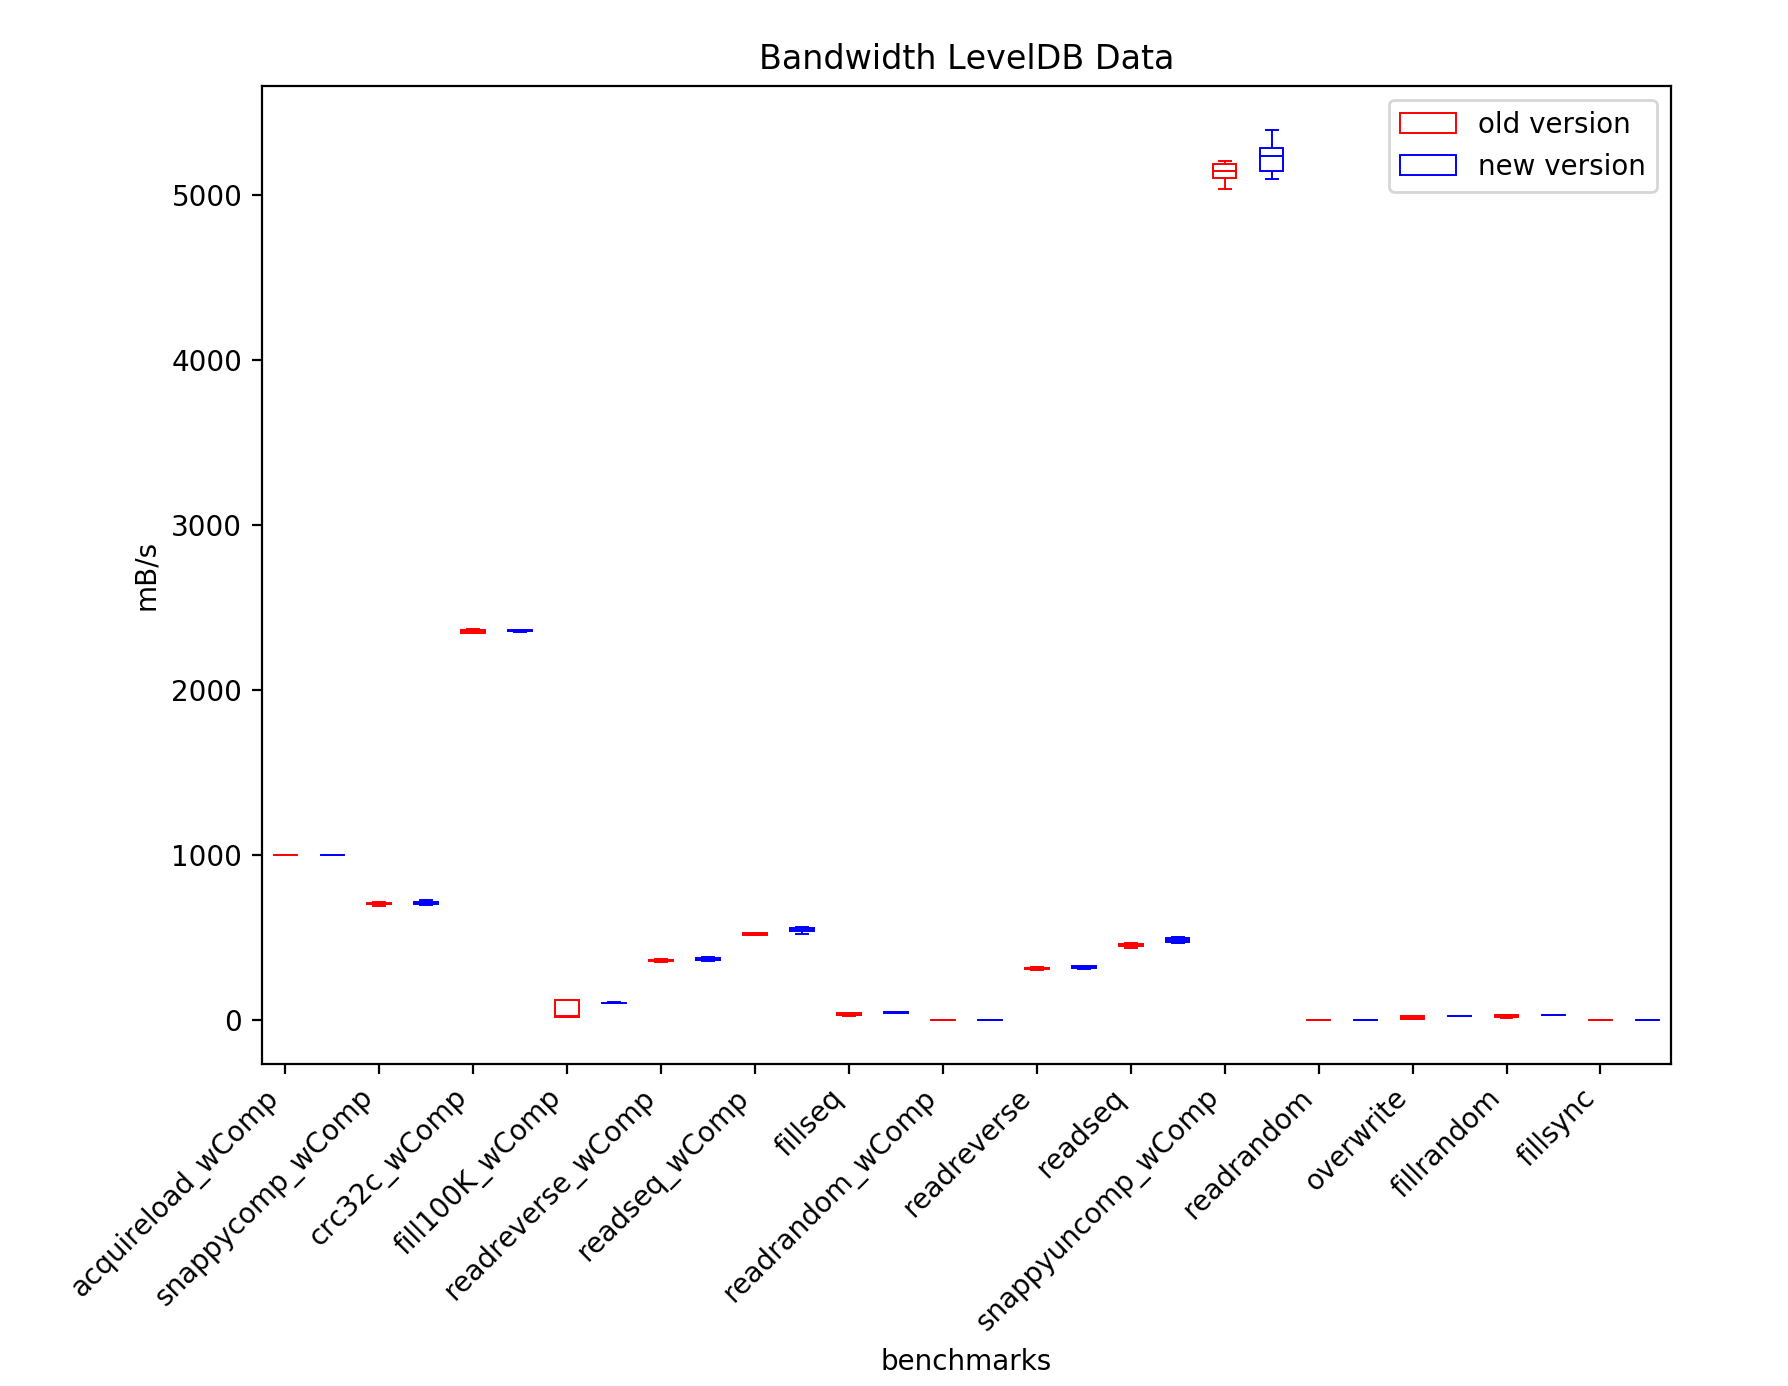 Bandwidth LevelDB Data
old version
new version
mB/s
5000
4000
3000
2000
1000
0
acquireload_wComp
snappycomp_wComp
crc32c_wComp
fill100K_wComp
readreverse_wComp
readseq_wComp
fillseq
readrandom_wComp
readreverse
readseq
snappyuncomp_wComp
readrandom
overwrite
fillrandom
fillsync
benchmarks